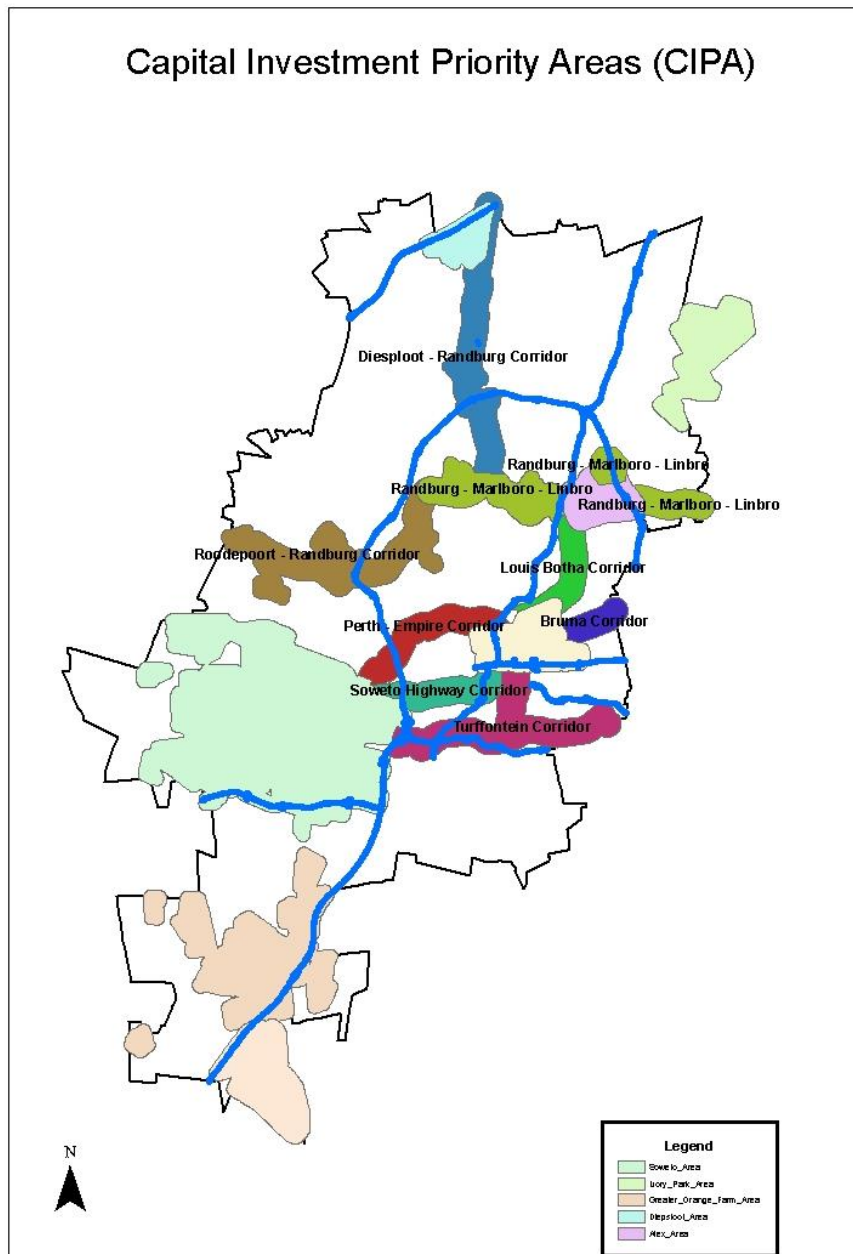 Capital Investment Priority Areas (CIPA)
Diesploot - Randburg Corridor
Randburg - Marlboro - Linbro
Randburg - Marlboro - Linbro
Randburg - Marlboro - Linbro
Roodepoort - Randburg Corridor
Louis Botha Corridor
Perth - Empire Corridor
Bruma Corridor
Soweto Highway Corridor
Turffontein Corridor
N
Legend
Soweto_Area
Ivory_Park_Area
Greater_Orange_Farm_Area
Diepsloot_Area
Alex_Area